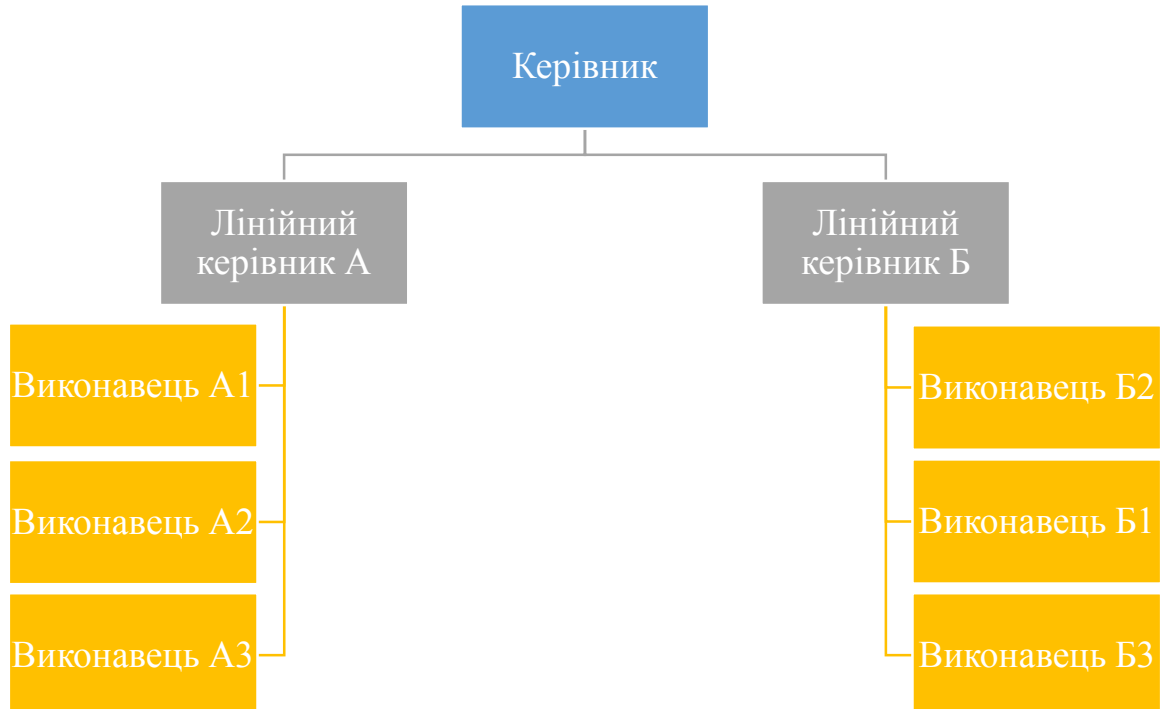 Керівник
Лінійний
керівник А
Лінійний
керівник Б
Виконавець А1
Виконавець А2
Виконавець А3
Виконавець Б2
Виконавець Б1
Виконавець Б3